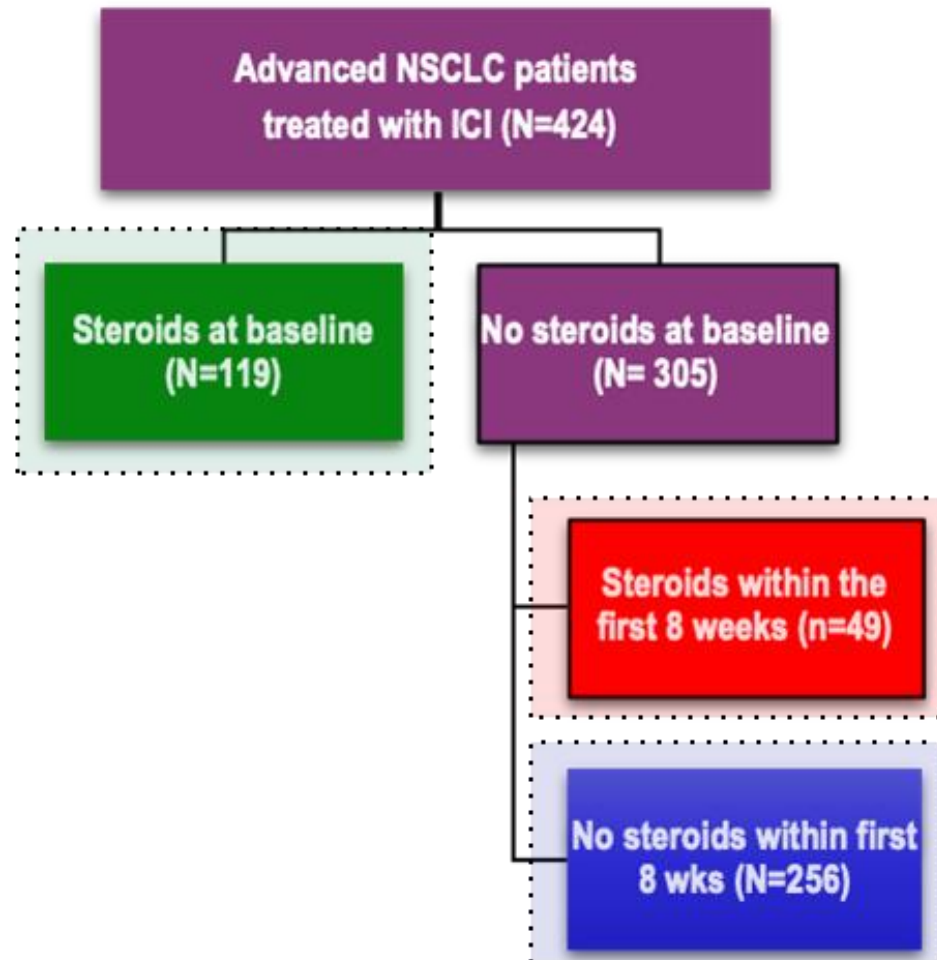 Advanced NSCLC patients
treated with ICI (N=424)
Steroids at baseline
(N=119)
No steroids at baseline
(N= 305)
Steroids within the
first 8 weeks (n=49)
No steroids within first
8 wks (N=256)